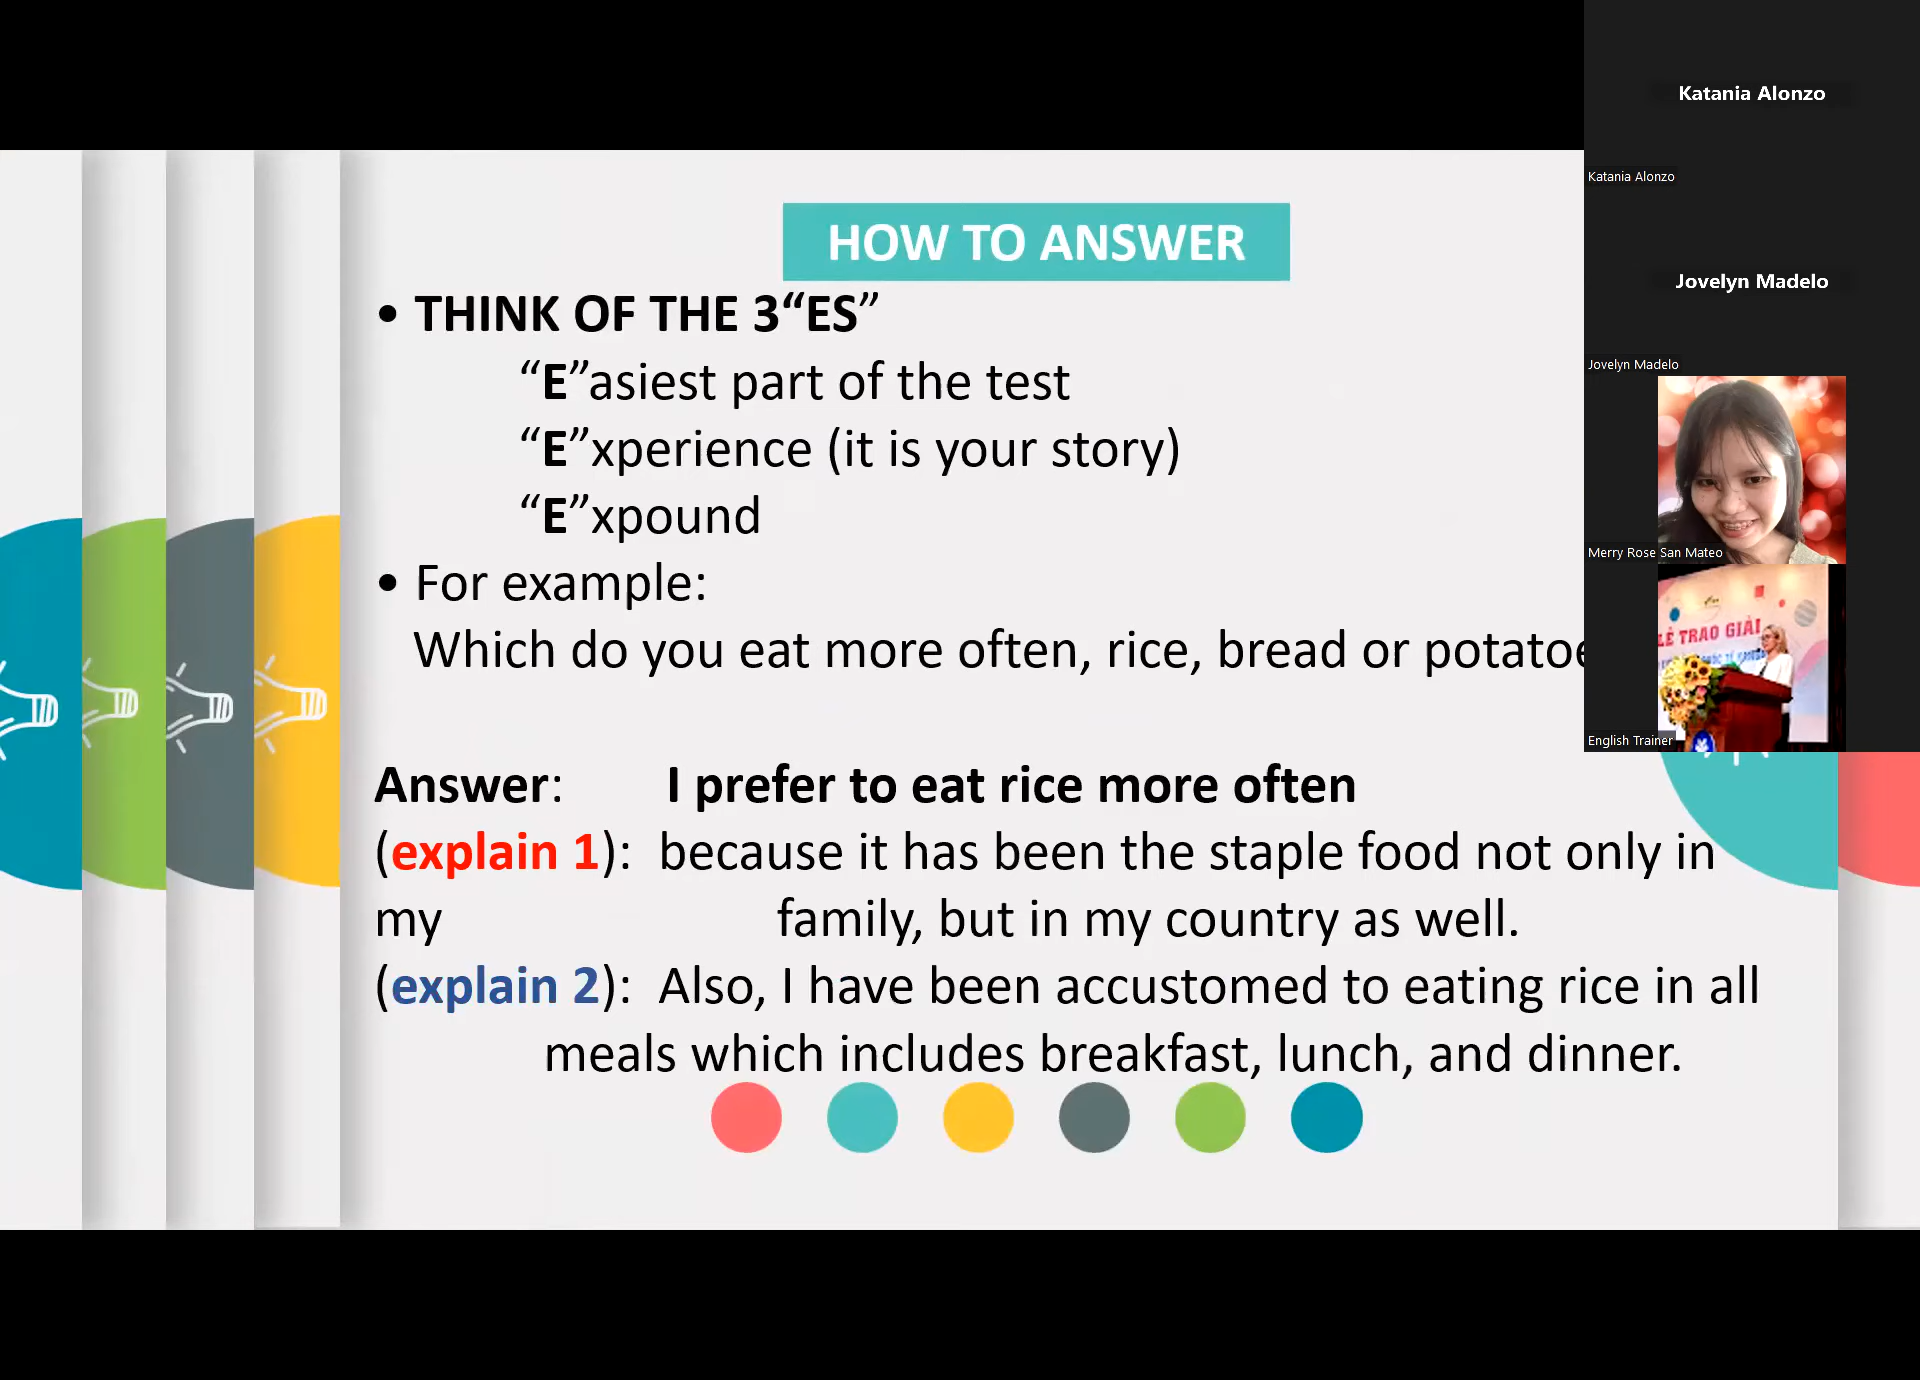 HOW TO ANSWER
• THINK OF THE 3“ES”
“E”asiest part of the test
“E”xperience (it is your story)
“E”xpound
• For example:
Which do you eat more often, rice, bread or
Answer: I prefer to eat rice more often
(explain 1): because it has been the staple food not only in
my family, but in my country as well.
(explain 2): Also, I have been accustomed to eating rice in all
meals which includes breakfast, lunch, and dinner.
Katania Alonzo
Katania Alonzo
Jovelyn Madelo
Jovelyn Madelo
Merry Rose San Mateo
LỄ TRAO GIẢI
English Trainer